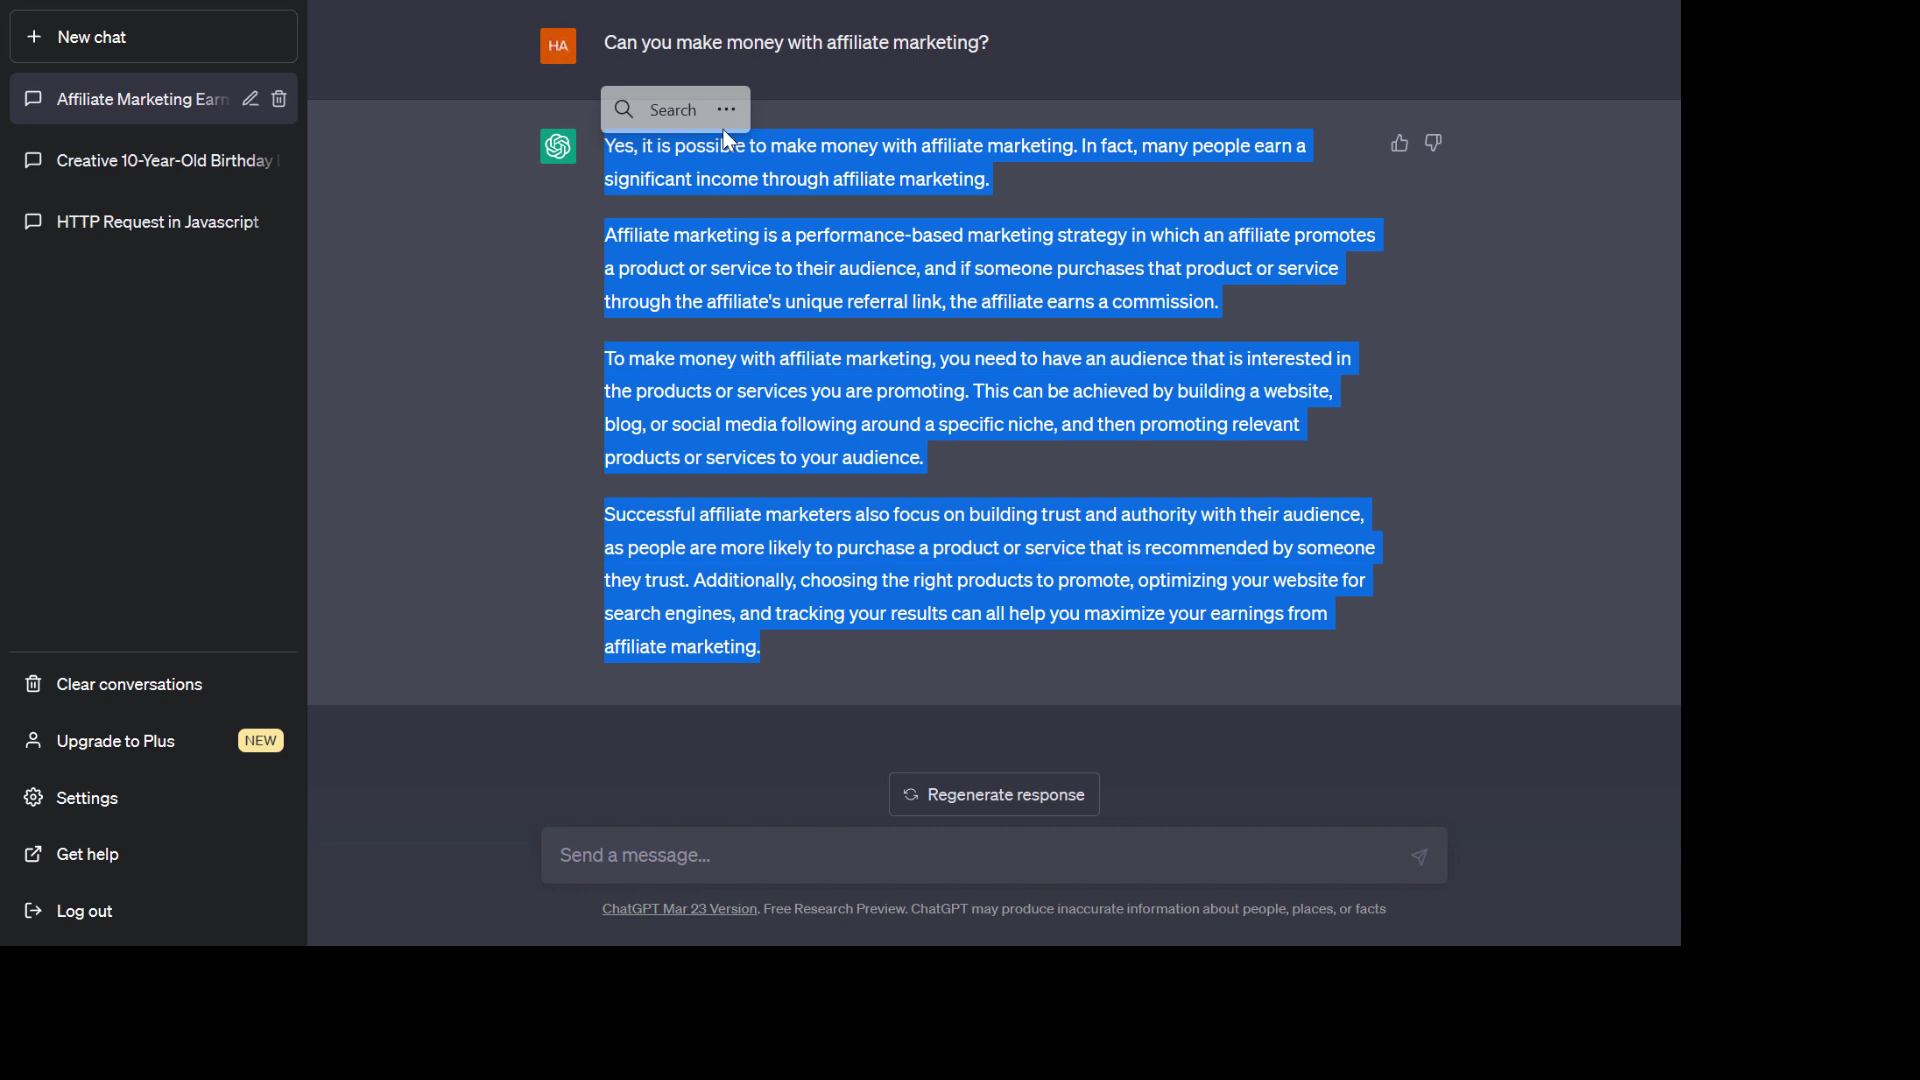 New chat
Affiliate Marketing Earn
Creative 10-Year-Old Birthday
HTTP Request in Javascript
Clear conversations
Upgrade to Plus NEW
Settings
Get help
Log out
HA Can you make money with affiliate marketing?
Search ···
Yes, it is possible to make money with affiliate marketing. In fact, many people earn a
significant income through affiliate marketing.
Affiliate marketing is a performance-based marketing strategy in which an affiliate promotes
a product or service to their audience, and if someone purchases that product or service
through the affiliate's unique referral link, the affiliate earns a commission.
To make money with affiliate marketing, you need to have an audience that is interested in
the products or services you are promoting. This can be achieved by building a website,
blog, or social media following around a specific niche, and then promoting relevant
products or services to your audience.
Successful affiliate marketers also focus on building trust and authority with their audience,
as people are more likely to purchase a product or service that is recommended by someone
they trust. Additionally, choosing the right products to promote, optimizing your website for
search engines, and tracking your results can all help you maximize your earnings from
affiliate marketing.
Regenerate response
Send a message...
ChatGPT Mar 23 Version. Free Research Preview. ChatGPT may produce inaccurate information about people, places, or facts